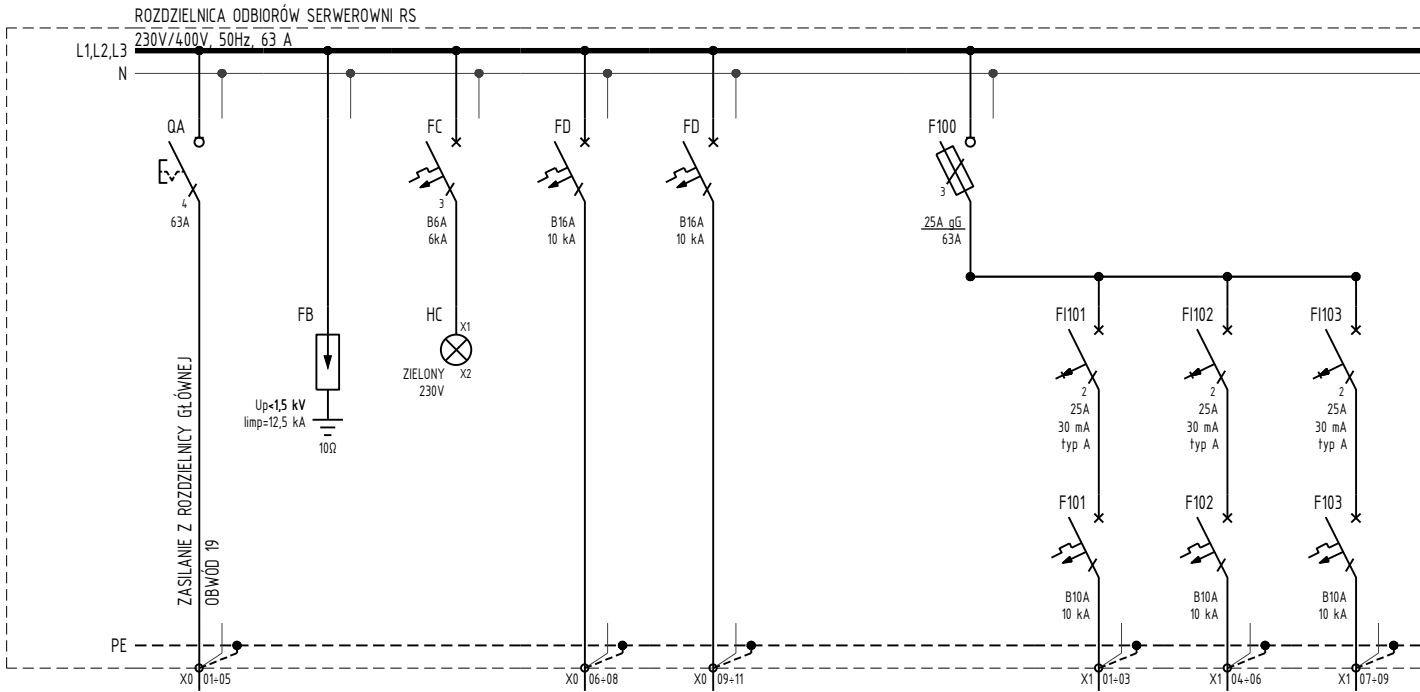 ROZDZIELNICA ODBIORÓW SERWEROWNI RS
230V/400V, 50Hz, 63 A
L1,L2,L3
N
QA
4
63A
ZASILANIE Z ROZDZIELNICY GŁÓWNEJ
OBWÓD 19
FB
Up<1,5 kV
limp=12,5 kA
10Ω
FC
3
B6A
6kA
HC
X1
X2
ZIELONY
230V
FD
B16A
10 kA
FD
B16A
10 kA
F100
3
25A gG
63A
FI101
2
25A
30 mA
typ A
F101
B10A
10 kA
FI102
2
25A
30 mA
typ A
F102
B10A
10 kA
FI103
2
25A
30 mA
typ A
F103
B10A
10 kA
PE
X0 01÷05
X0 06÷08
X0 09÷11
X1 01÷03
X1 04÷06
X1 07÷09